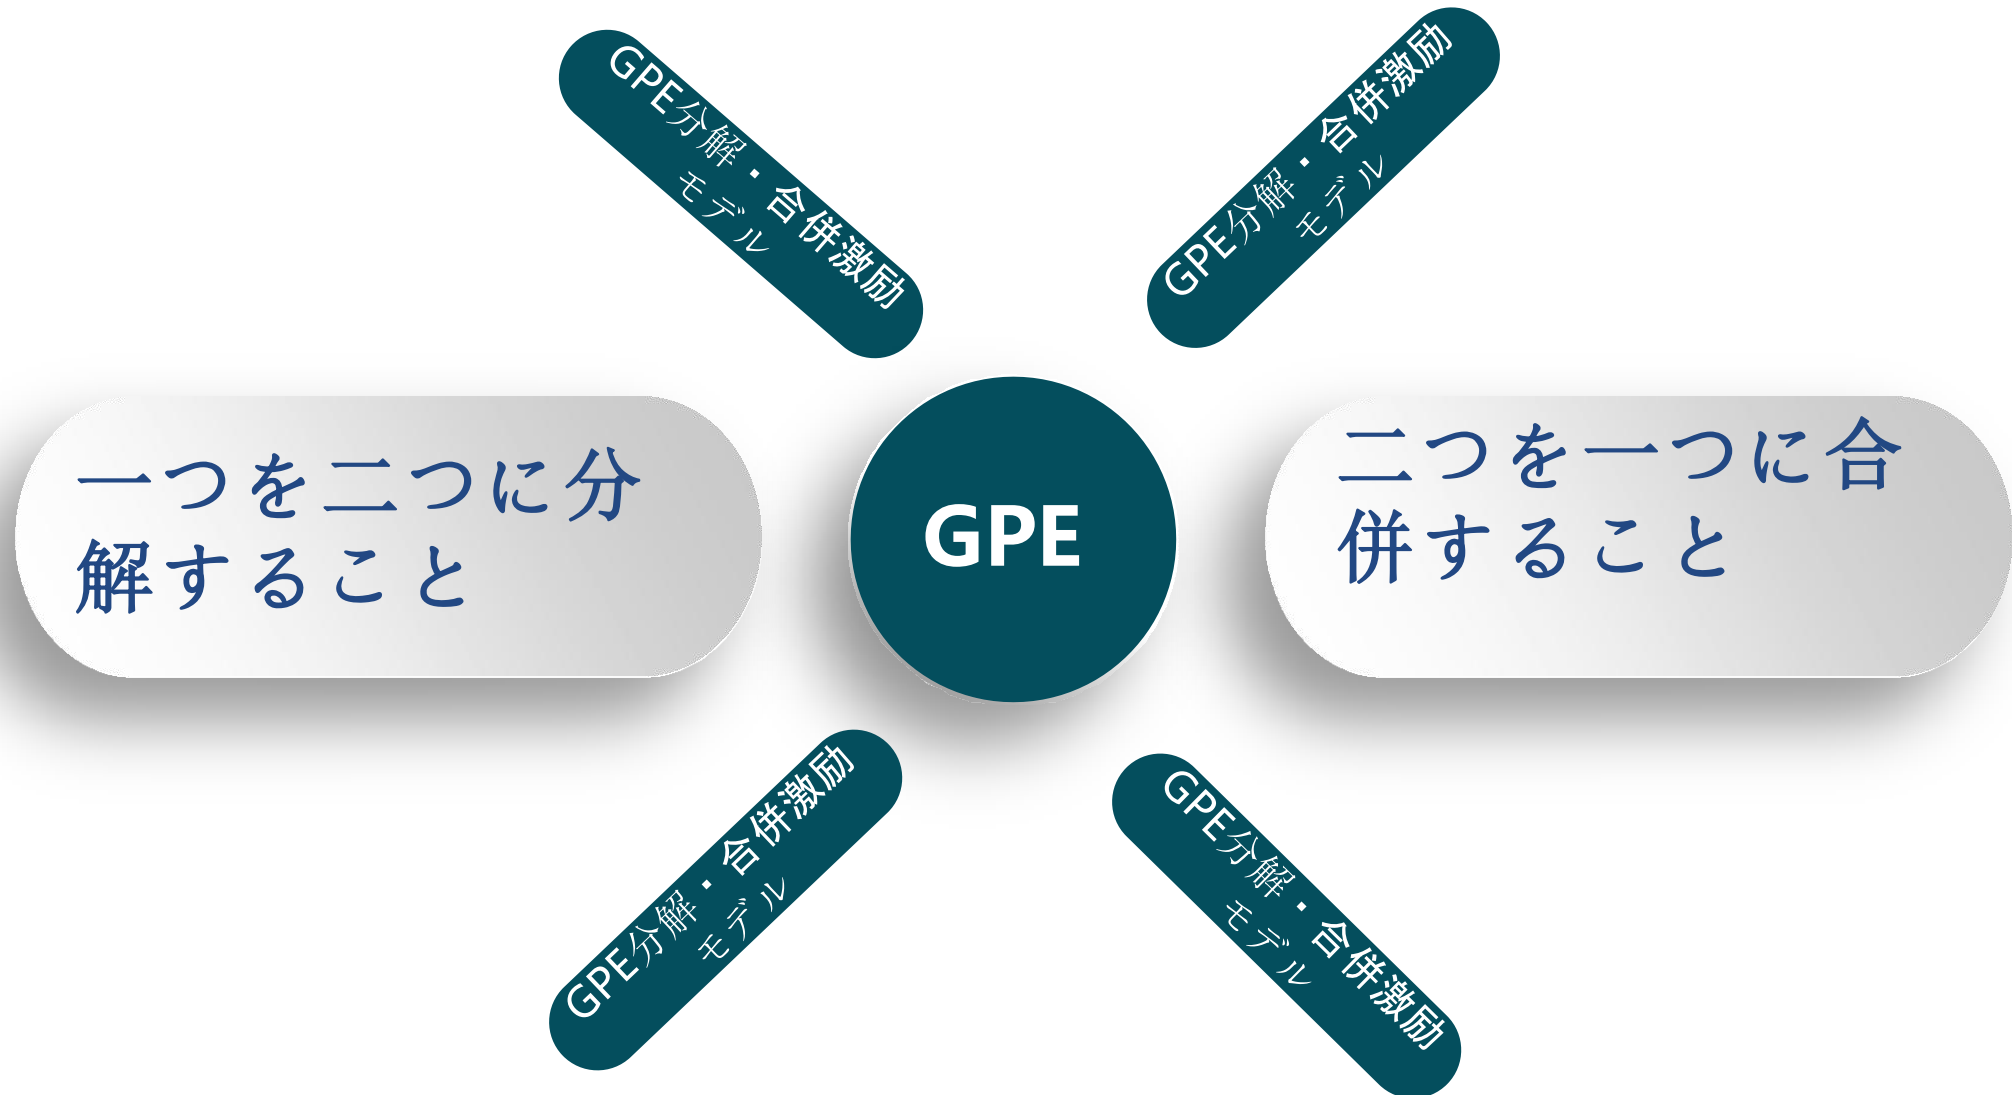 GPE分解・合併激励
モデル
GPE分解・合併激励
モデル
一つを二つに分
解すること
GPE
二つを一つに合
併すること
GPE分解・合併激励
モデル
GPE分解・合併激励
モデル